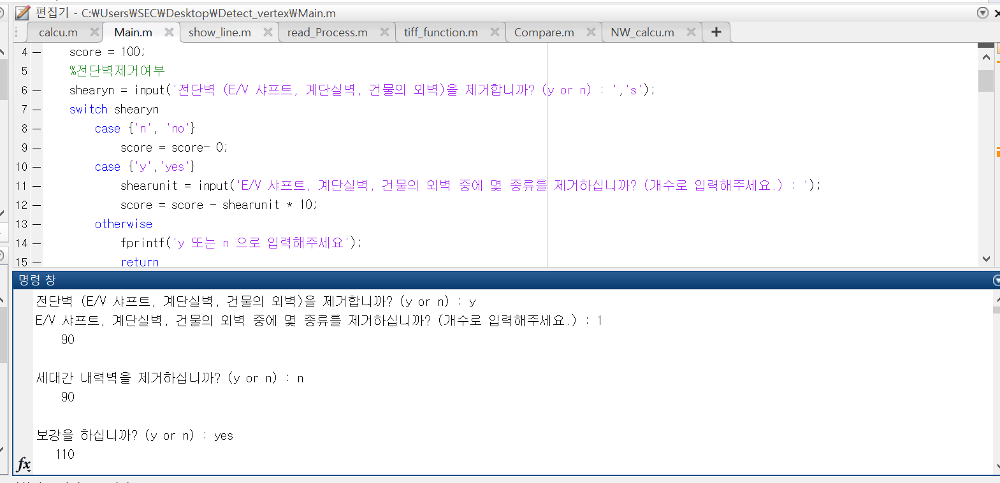 편집기 - C:₩Users₩SEC₩Desktop₩Detect_vertex₩Main.m
calcu.m Main.m show_line.m read_Process.m tiff_function.m Compare.m NW_calcu.m
4 — score = 100;
5 %전단벽제거여부
6 — shearyn = input('전단벽 (E/V 샤프트, 계단실벽, 건물의 외벽)을 제거합니까? (y or n) : ','s');
7 — switch shearyn
8 — case {'n', 'no'}
9 — score = score- 0;
10 — case {'y','yes'}
11 — shearunit = input('E/V 샤프트, 계단실벽, 건물의 외벽 중에 몇 종류를 제거하십니까? (개수로 입력해주세요.) : ');
12 — score = score - shearunit * 10;
13 — otherwise
14 — fprintf('y 또는 n 으로 입력해주세요');
15 — return
명령 창
전단벽 (E/V 샤프트, 계단실벽, 건물의 외벽)을 제거합니까? (y or n) : y
E/V 샤프트, 계단실벽, 건물의 외벽 중에 몇 종류를 제거하십니까? (개수로 입력해주세요.) : 1
90
세대간 내력벽을 제거하십니까? (y or n) : n
90
보강을 하십니까? (y or n) : yes
110
fx